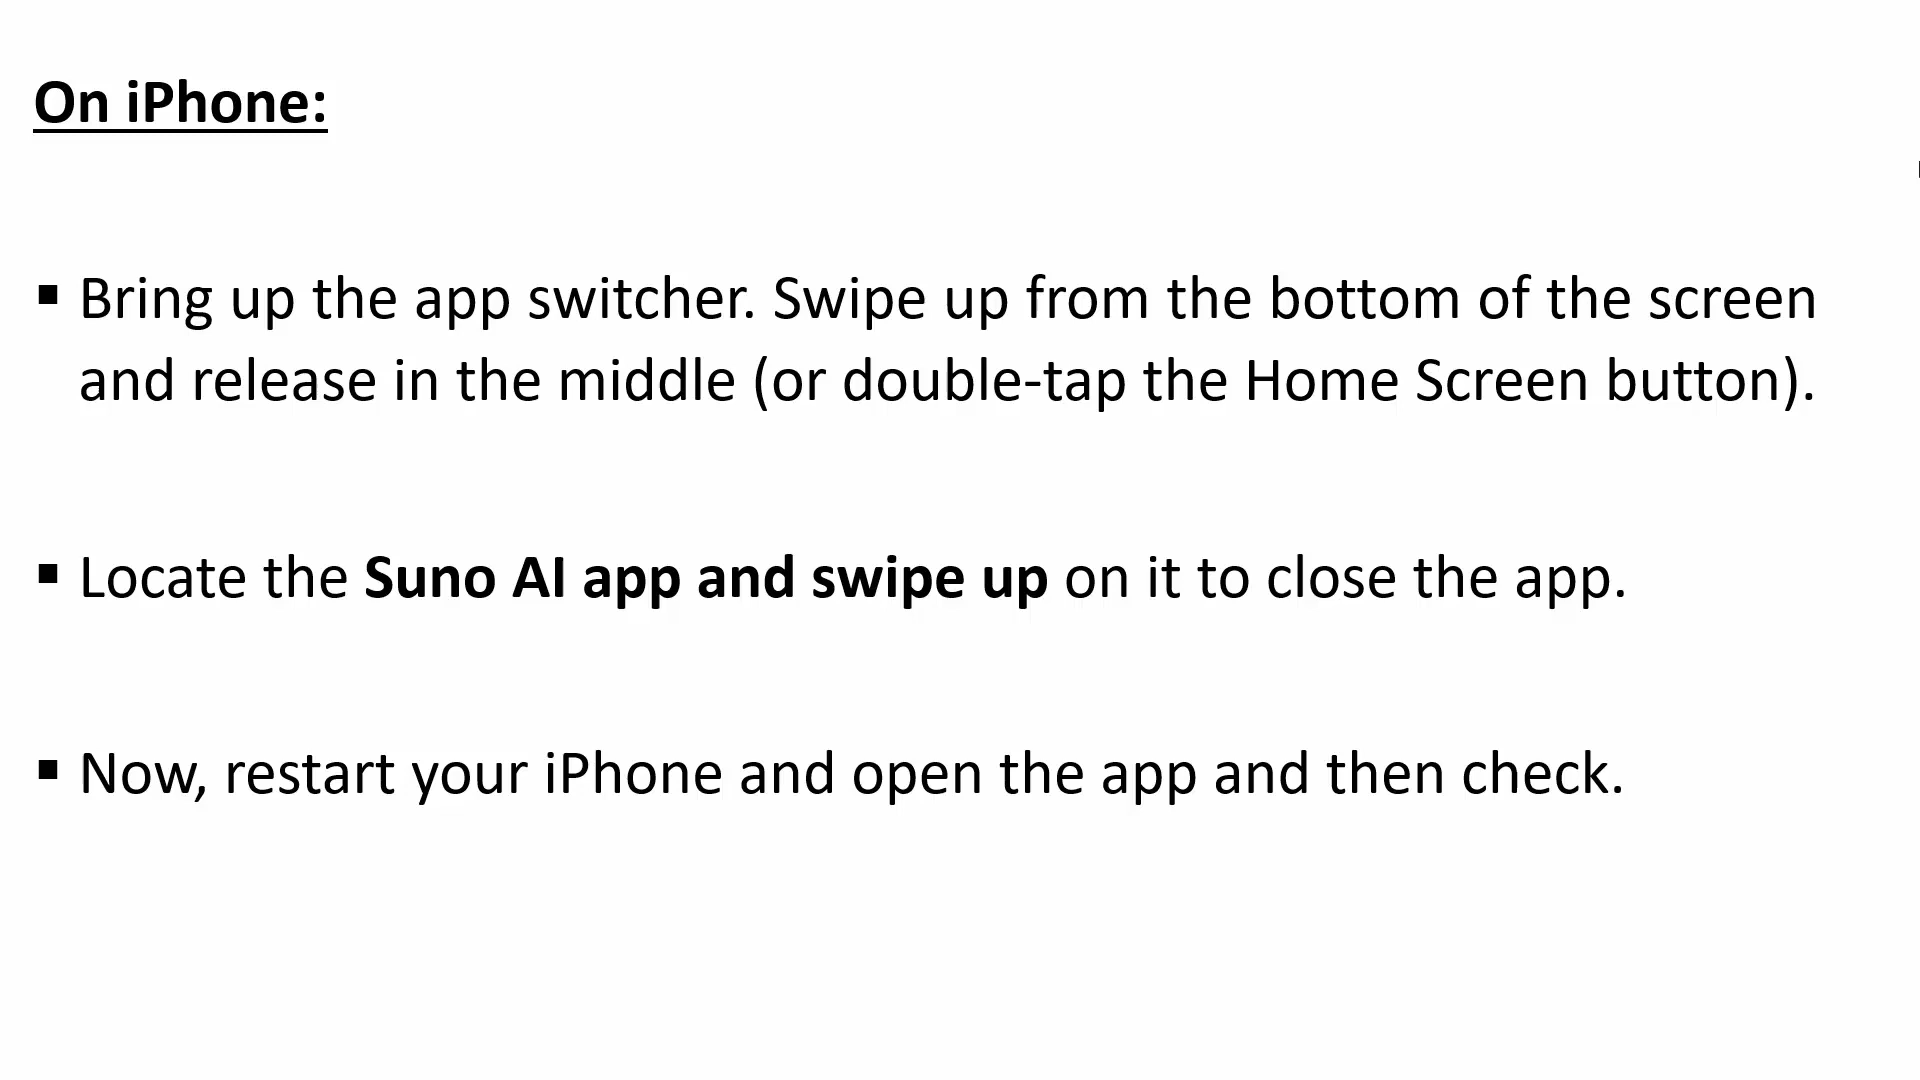 On iPhone:
▪ Bring up the app switcher. Swipe up from the bottom of the screen
and release in the middle (or double-tap the Home Screen button).
▪ Locate the Suno AI app and swipe up on it to close the app.
▪ Now, restart your iPhone and open the app and then check.